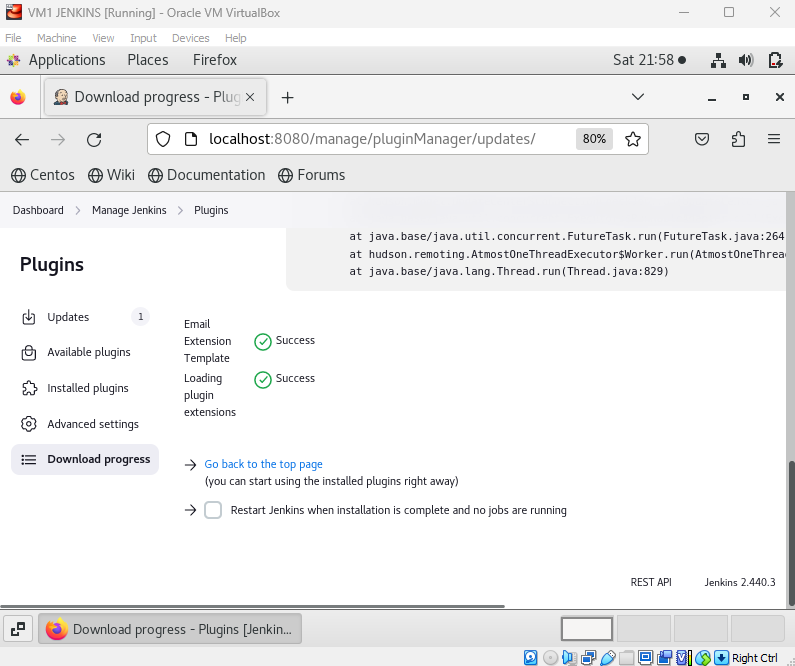 VM1 JENKINS [Running] - Oracle VM VirtualBox
File Machine View Input Devices Help
Applications Places Firefox Sat 21:58
Download progress - Plug
localhost:8080/manage/pluginManager/updates/ 80%
Centos Wiki Documentation Forums
Dashboard Manage Jenkins Plugins
at java.base/java.util.concurrent.FutureTask.run(FutureTask.java:264
at hudson.remoting.AtmostOneThreadExecutor$Worker.run(AtmostOneThread
at java.base/java.lang.Thread.run(Thread.java:829)
Plugins
Updates 1
Available plugins
Installed plugins
Advanced settings
Download progress
Email
Extension
Template
Success
Loading
plugin
extensions
Success
Go back to the top page
(you can start using the installed plugins right away)
Restart Jenkins when installation is complete and no jobs are running
REST API Jenkins 2.440.3
Download progress - Plugins [Jenkin...
Right Ctrl